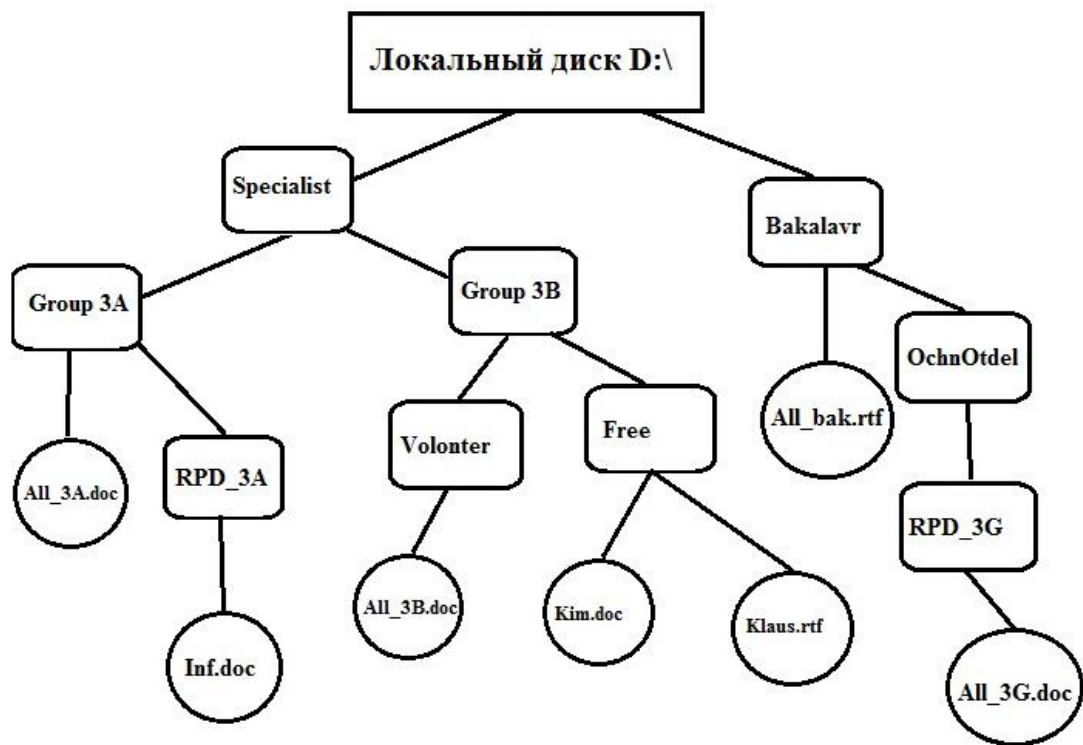 Локальный диск D:\
Specialist
Bakalavr
Group 3A
Group 3B
OchnOtdel
All_bak.rtf
Volonter
Free
All_3A.doc
RPD_3A
RPD_3G
All_3B.doc
Kim.doc
Klaus.rtf
Inf.doc
All_3G.doc